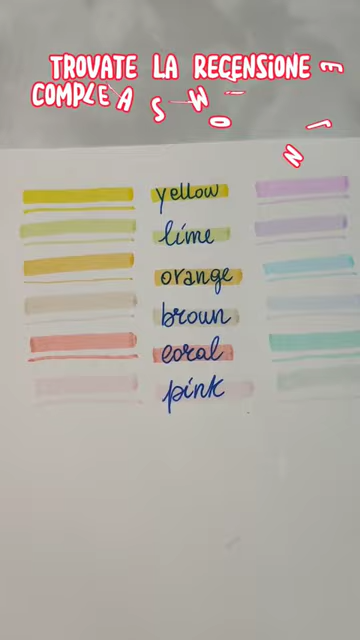 TROVATE LA RECENSIONE
yellow
lime
orange
brown
coral
pink